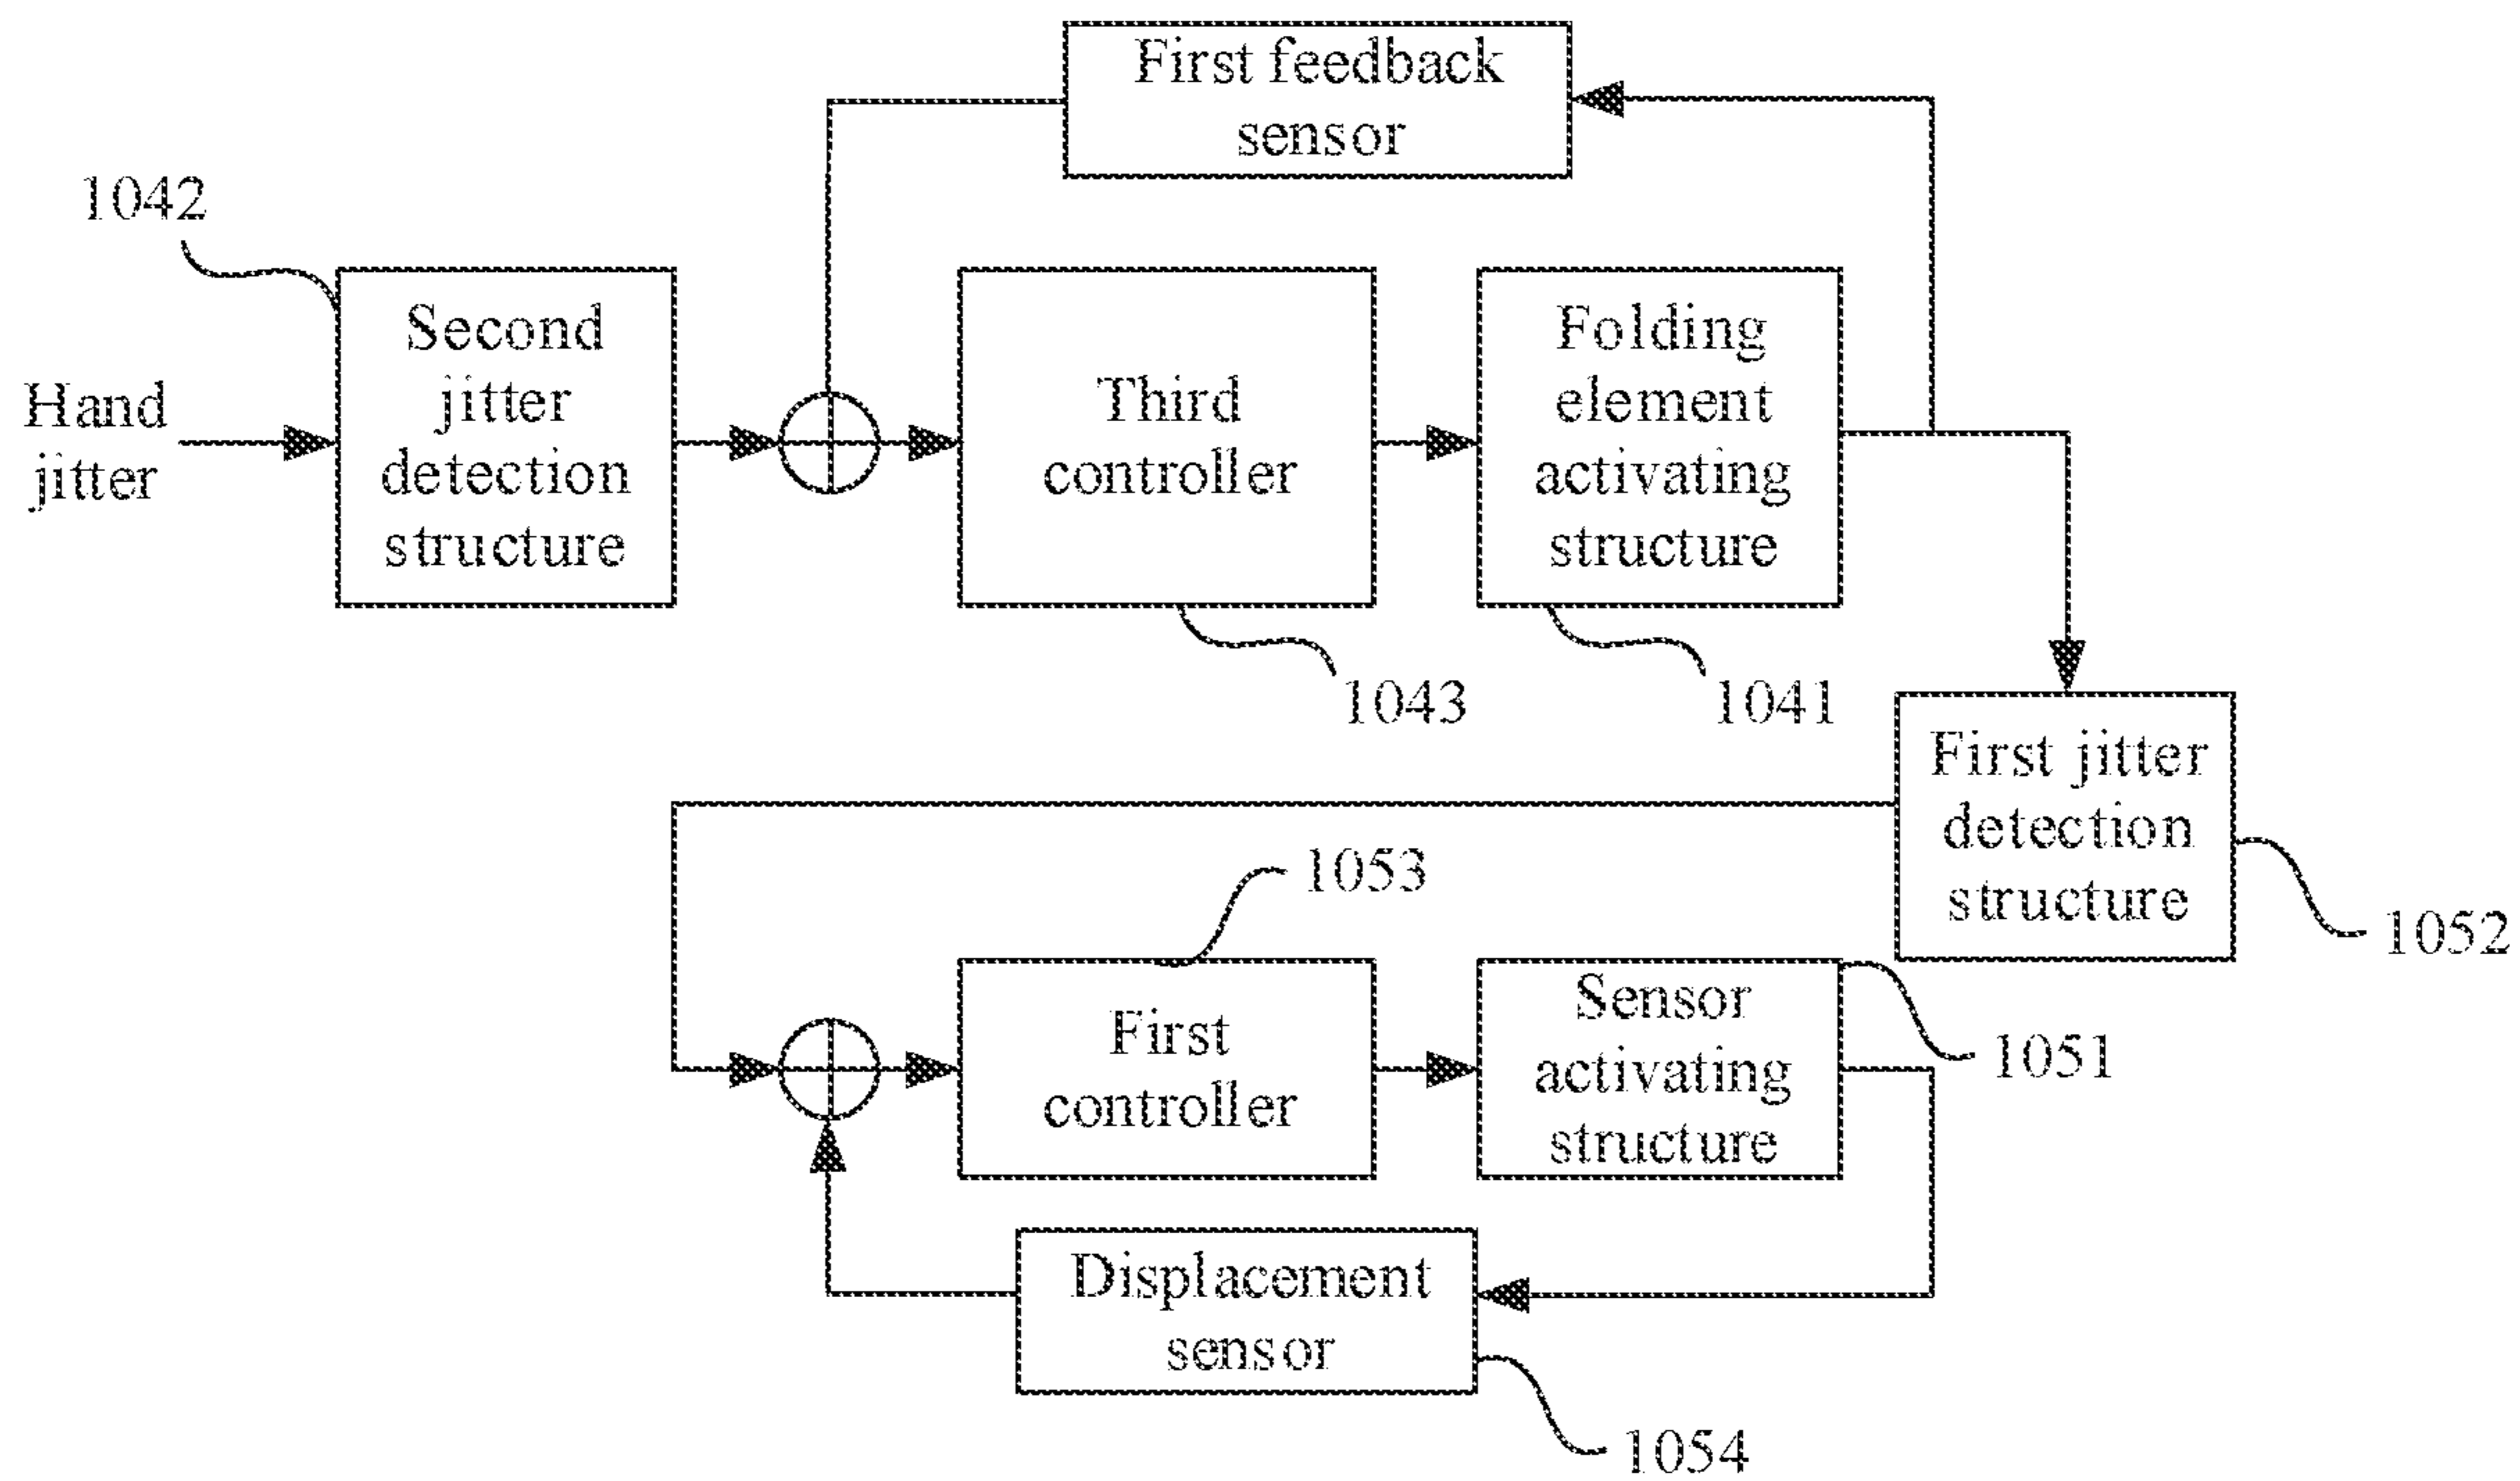 First feedback
sensor
1042
Second
jitter
detection
structure
Hand
jitter
Third
controller
Folding
element
activating
structure
1043
1041
First jitter
detection
structure
1052
1053
First
controller
Sensor
activating
structure
1051
Displacement
sensor
1054